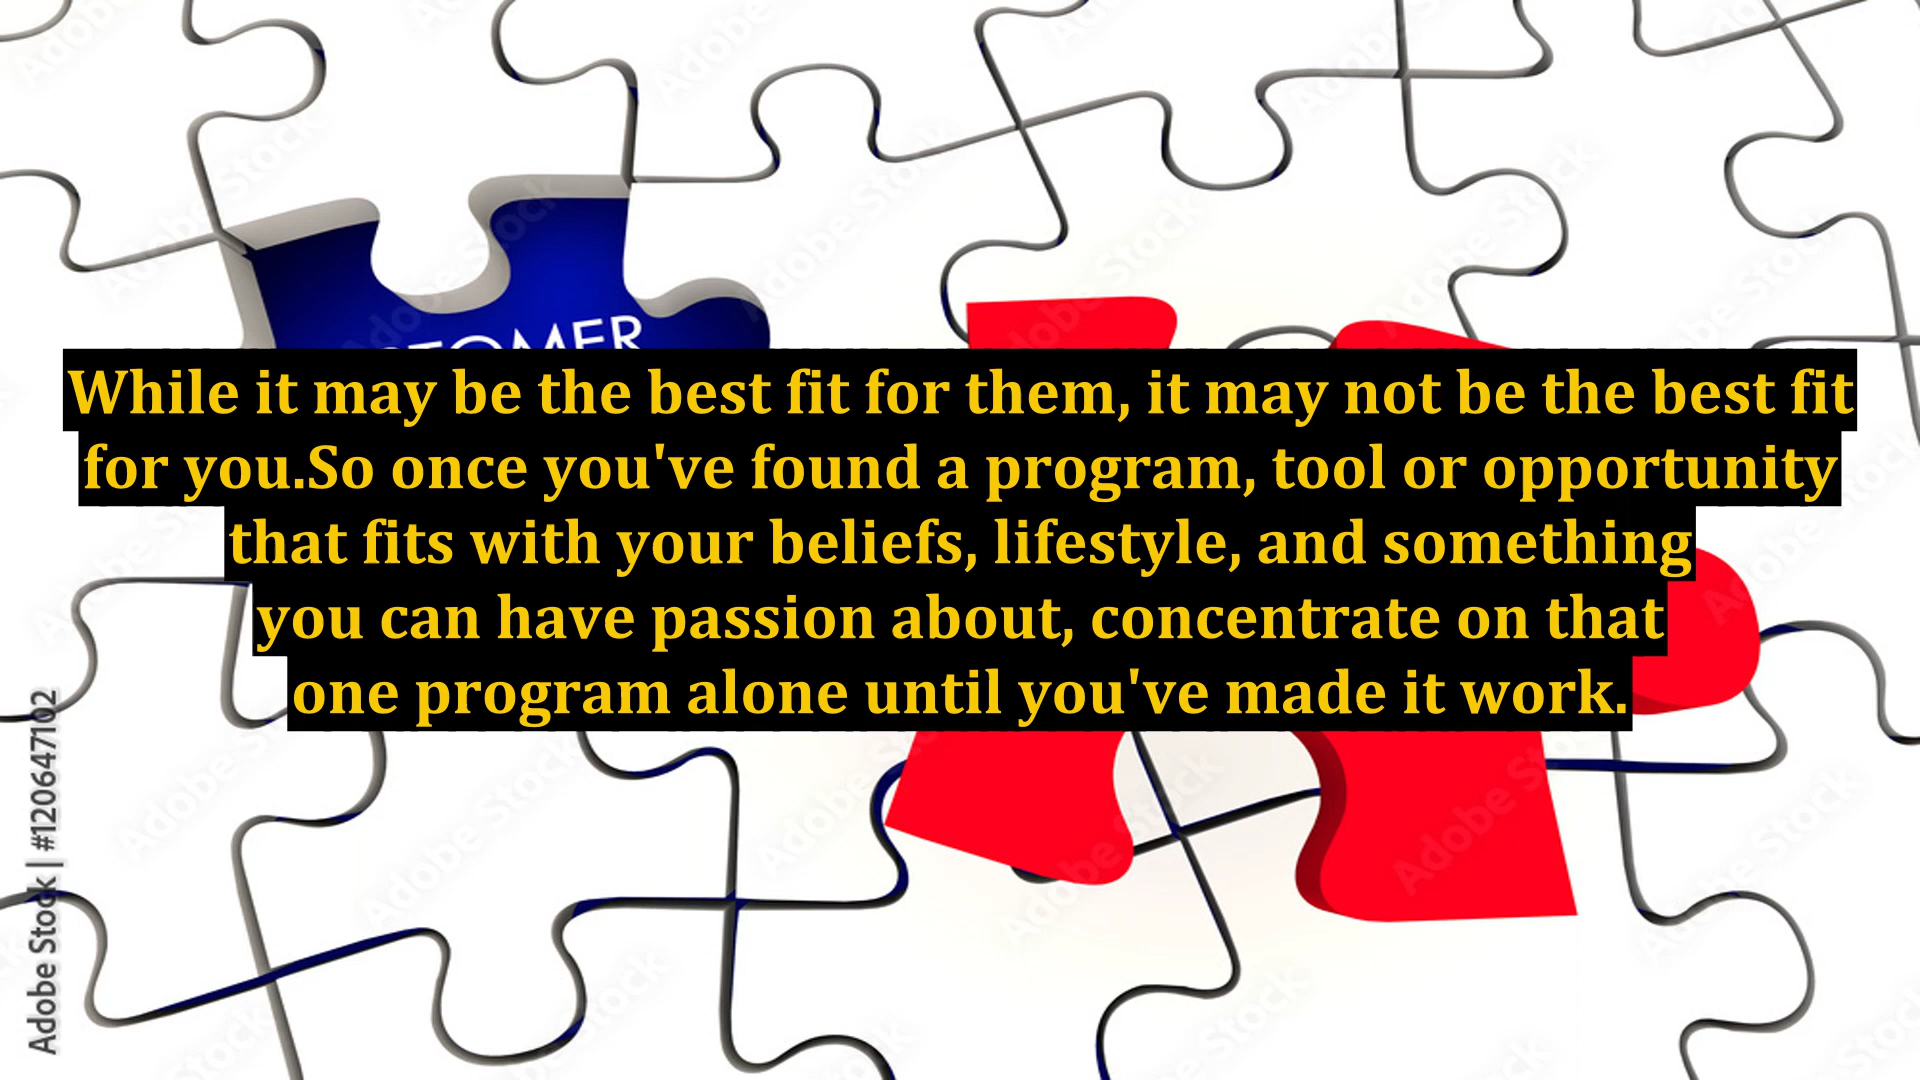 While it may be the best fit for them, it may not be the best fit
for you.So once you've found a program, tool or opportunity
that fits with your beliefs, lifestyle, and something
you can have passion about, concentrate on that
one program alone until you've made it work.
Adobe Stock | #120647102
Adobe Stock